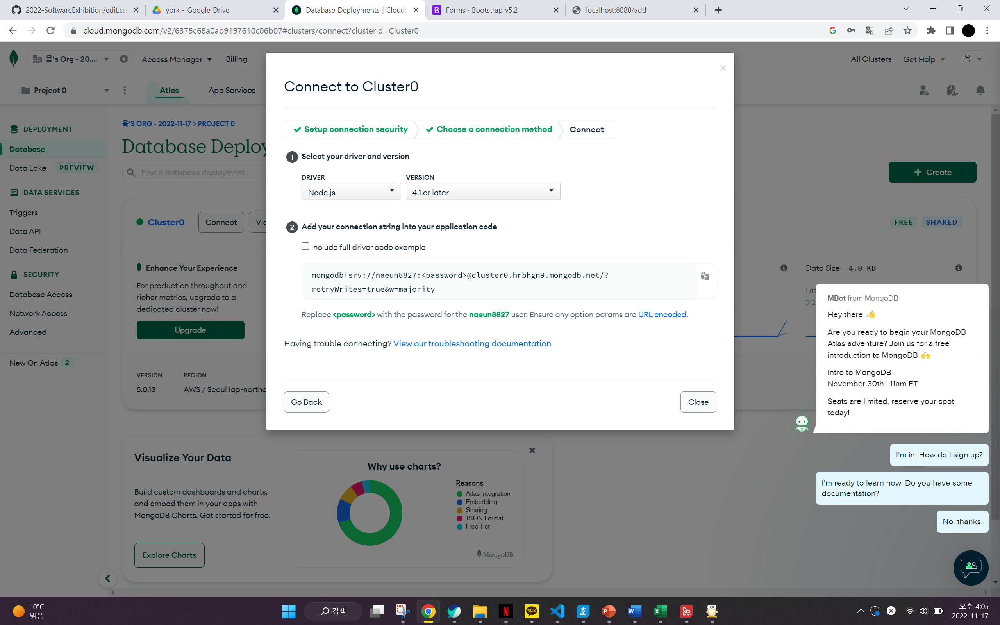 2022-SoftwareExhibition/edit.css
york - Google Drive
Database Deployments | Cloud:
Forms · Bootstrap v5.2
localhost:8080/add
cloud.mongodb.com/v2/6375c68a0ab9197610c06b07#clusters/connect?clusterId=Cluster0
욕's Org - 20...
Access Manager
Billing
All Clusters
Get Help
욕
Project 0
Atlas
App Services
DEPLOYMENT
Database
Data Lake PREVIEW
DATA SERVICES
Triggers
Data API
Data Federation
SECURITY
Database Access
Network Access
Advanced
New On Atlas 2
욕'S ORG - 2022-11-17 > PROJECT 0
Database Deploy
Find a database deployment...
+ Create
Cluster0
Connect
Vie
FREE
SHARED
Enhance Your Experience
For production throughput and
richer metrics, upgrade to a
dedicated cluster now!
Upgrade
VERSION
REGION
5.0.13
AWS / Seoul (ap-northe
Data Size 4.0 KB
Las
512
Connect to Cluster0
Setup connection security
Choose a connection method
Connect
1 Select your driver and version
DRIVER
VERSION
Node.js
4.1 or later
2 Add your connection string into your application code
Include full driver code example
mongodb+srv://naeun8827:<password>@cluster0.hrbhgn9.mongodb.net/?
retryWrites=true&w=majority
Replace <password> with the password for the naeun8827 user. Ensure any option params are URL encoded.
Having trouble connecting? View our troubleshooting documentation
Go Back
Close
MBot from MongoDB
Hey there 👋
Are you ready to begin your MongoDB
Atlas adventure? Join us for a free
introduction to MongoDB 🙌
Intro to MongoDB
November 30th | 11am ET
Seats are limited, reserve your spot
today!
I'm in! How do I sign up?
I'm ready to learn now. Do you have some
documentation?
No, thanks.
Visualize Your Data
Build custom dashboards and charts,
and embed them in your apps with
MongoDB Charts. Get started for free.
Explore Charts
Why use charts?
Reasons
Atlas Integration
Embedding
Sharing
JSON Format
Free Tier
MongoDB.
10°C
맑음
검색
TALK
오후 4:05
2022-11-17